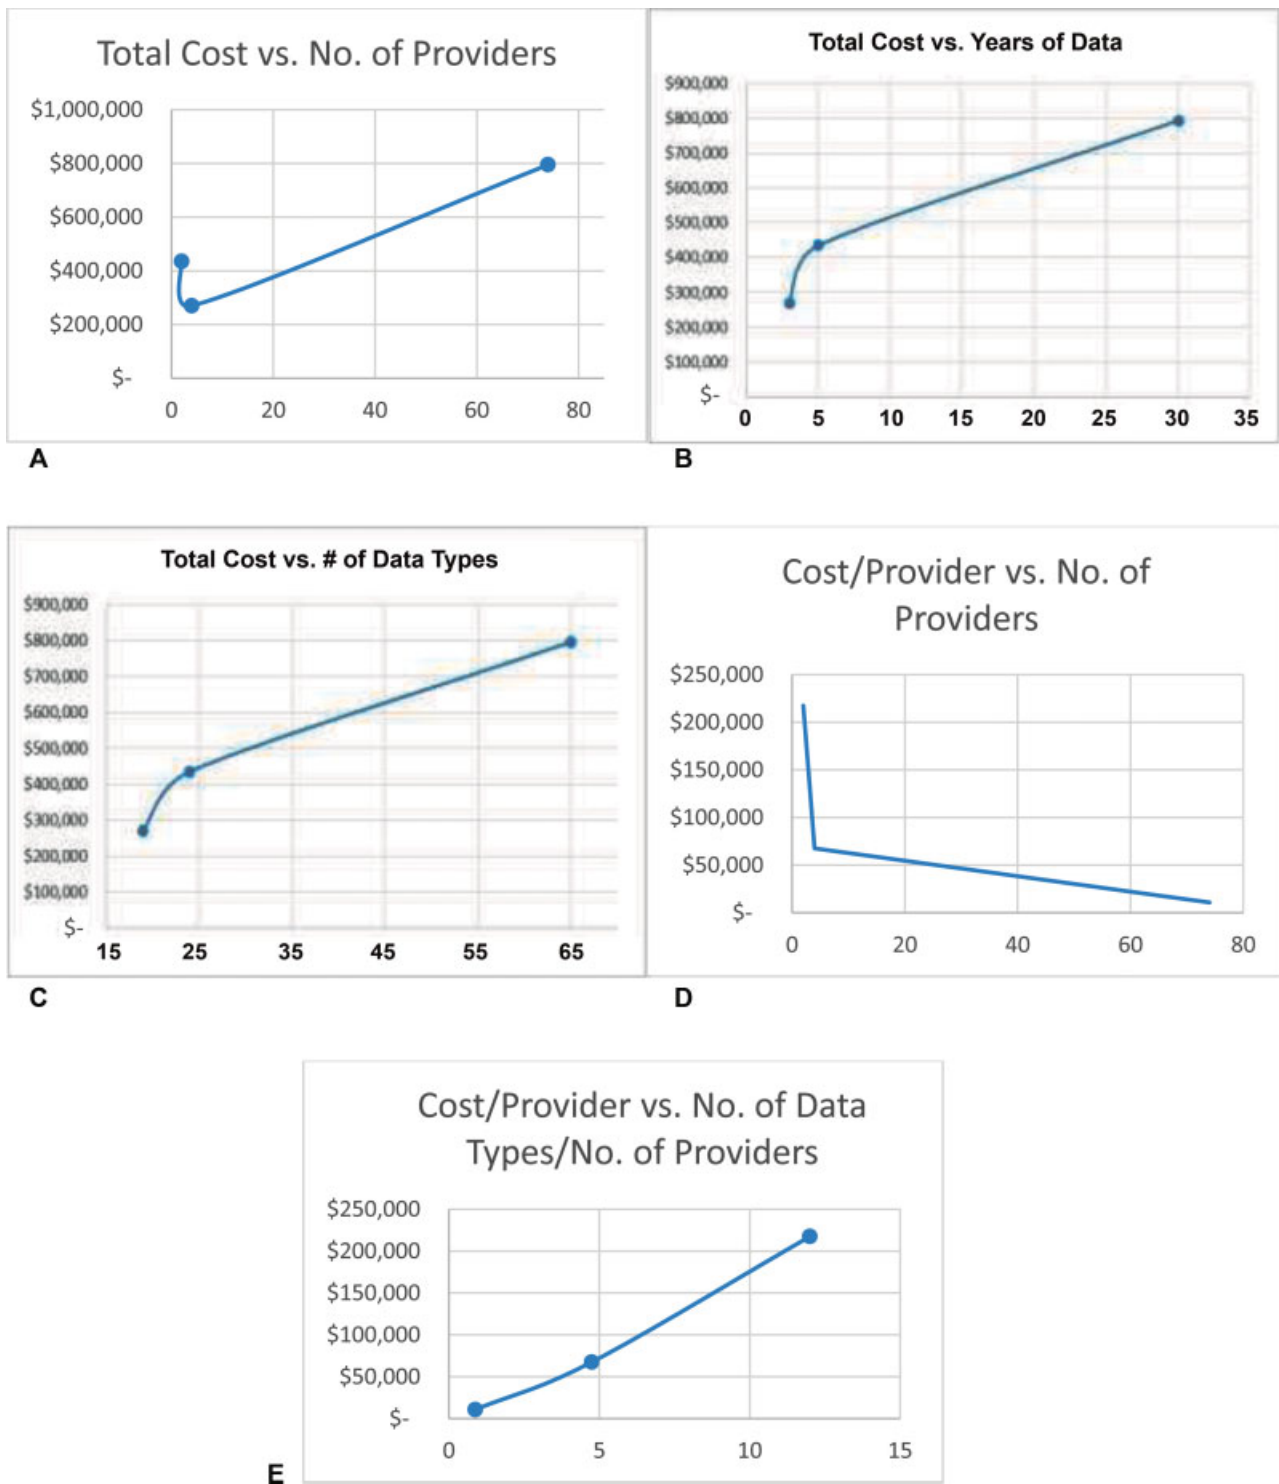 Total Cost vs. No. of Providers
$1,000,000
$800,000
$600,000
$400,000
$200,000
$-
0 20 40 60 80
A
Total Cost vs. Years of Data
$900,000
$800,000
$700,000
$600,000
$500,000
$400,000
$300,000
$200,000
$100,000
$-
0 5 10 15 20 25 30 35
B
Total Cost vs. # of Data Types
$900,000
$800,000
$700,000
$600,000
$500,000
$400,000
$300,000
$200,000
$100,000
$-
15 25 35 45 55 65
C
Cost/Provider vs. No. of
Providers
$250,000
$200,000
$150,000
$100,000
$50,000
$-
0 20 40 60 80
D
Cost/Provider vs. No. of Data
Types/No. of Providers
$250,000
$200,000
$150,000
$100,000
$50,000
$-
0 5 10 15
E